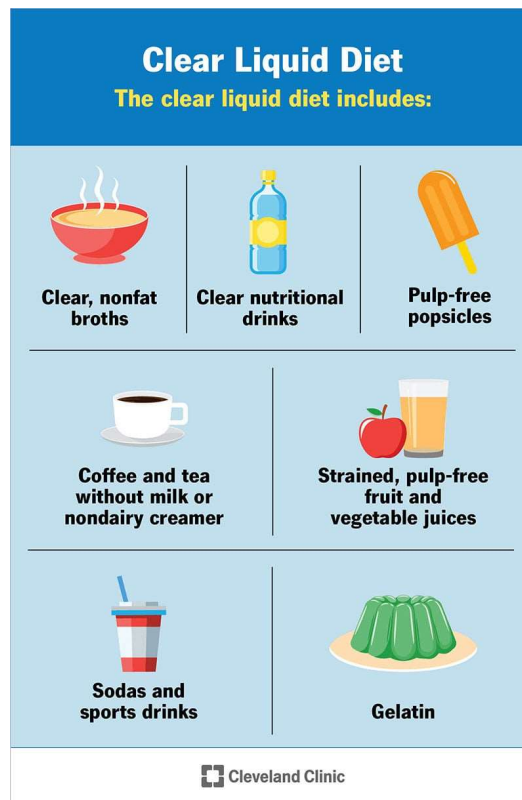 Clear Liquid Diet
The clear liquid diet includes:
Clear, nonfat
broths
Clear nutritional
drinks
Pulp-free
popsicles
Coffee and tea
without milk or
nondairy creamer
Strained, pulp-free
fruit and
vegetable juices
Sodas and
sports drinks
Gelatin
Cleveland Clinic